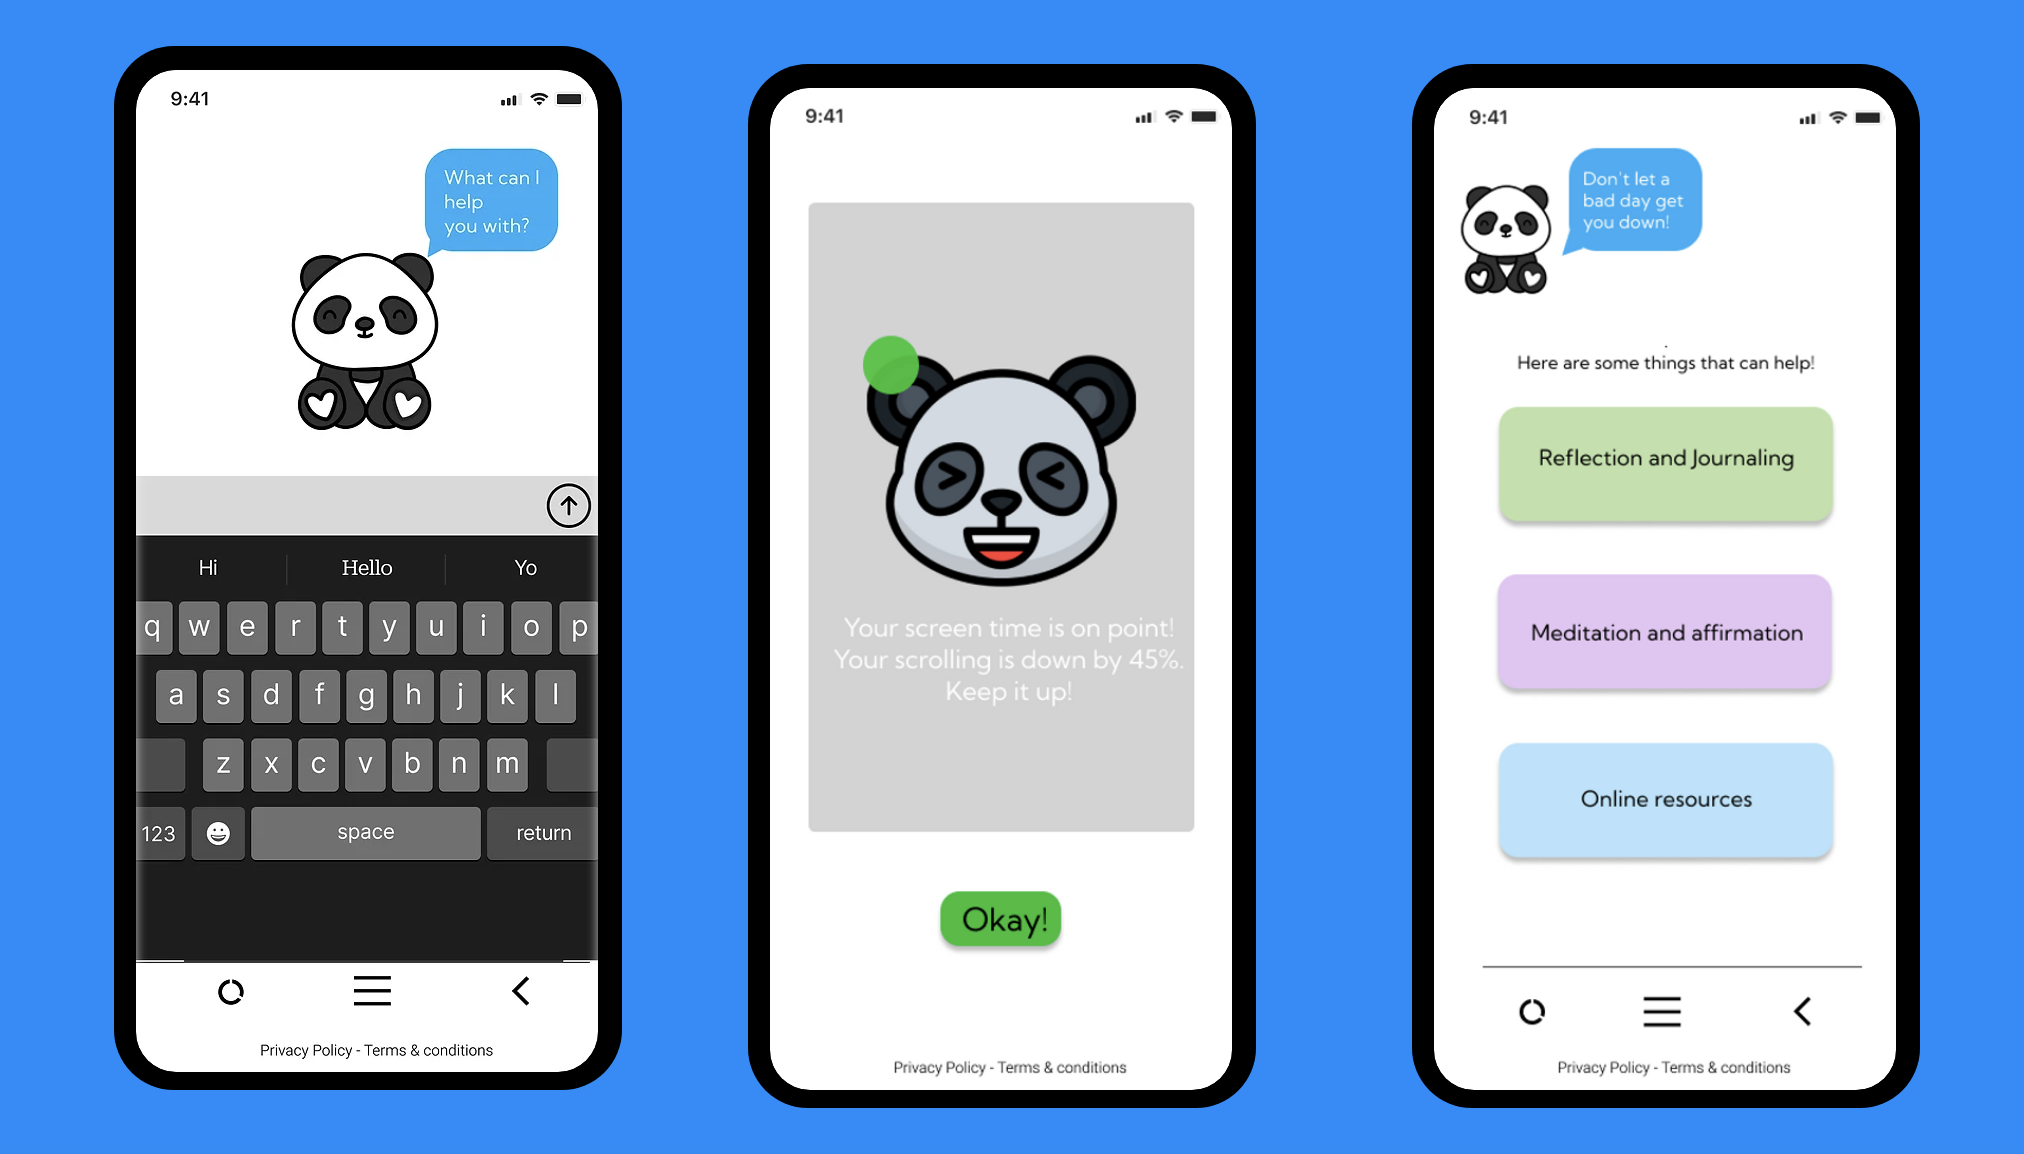 9:41
What can I
help
you with?
Hi
Hello
Yo
q w e r t y u i o p
a s d f g h j k l
z x c v b n m
123
space
return
Privacy Policy - Terms & conditions
9:41
Your screen time is on point!
Your scrolling is down by 45%.
Keep it up!
Okay!
Privacy Policy - Terms & conditions
9:41
Don't let a
bad day get
you down!
Here are some things that can help!
Reflection and Journaling
Meditation and affirmation
Online resources
Privacy Policy - Terms & conditions